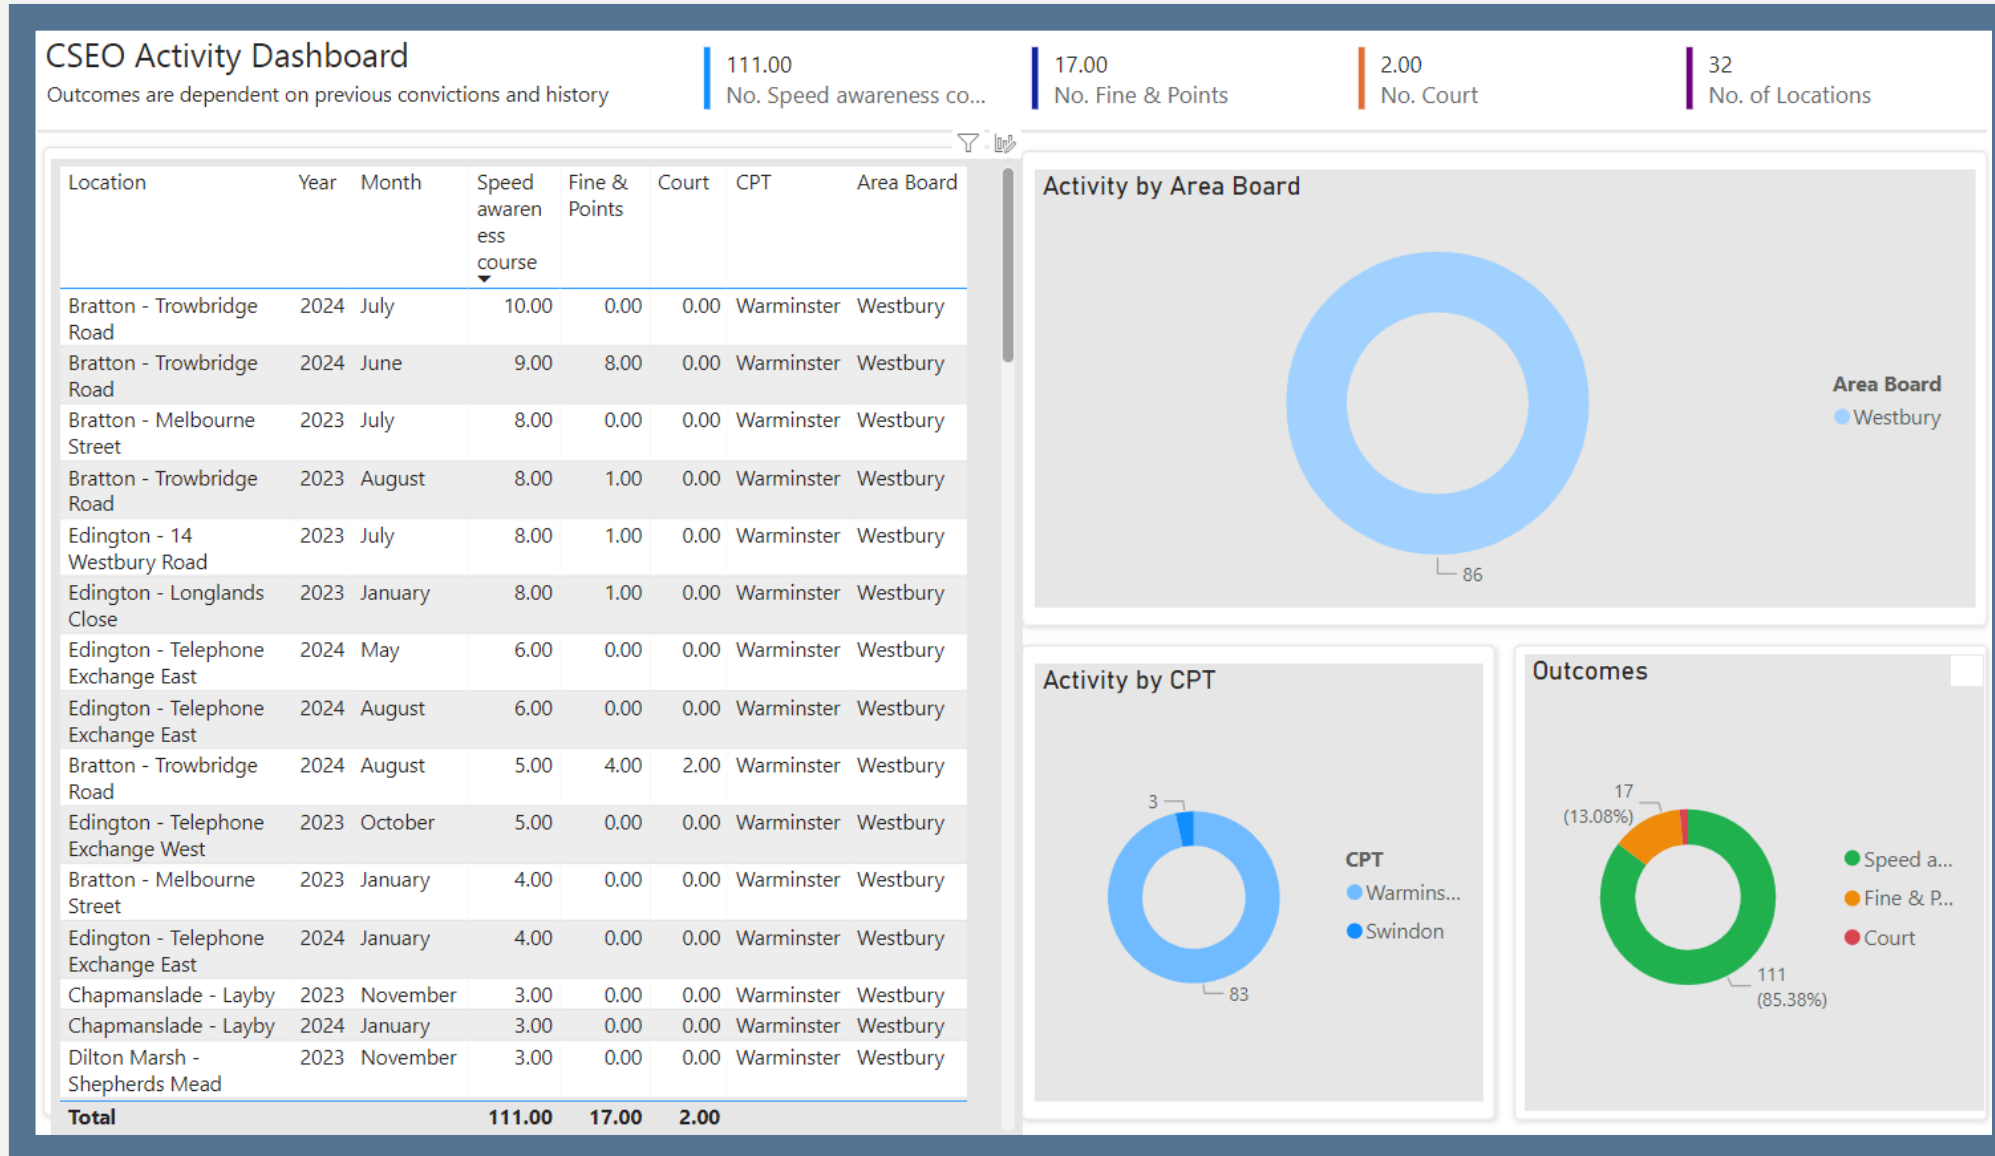 CSEO Activity Dashboard
Outcomes are dependent on previous convictions and history
111.00
No. Speed awareness co...
17.00
No. Fine & Points
2.00
No. Court
32
No. of Locations
Location Year Month Speed awaren ess course Fine & Points Court CPT Area Board
Bratton - Trowbridge Road 2024 July 10.00 0.00 0.00 Warminster Westbury
Bratton - Trowbridge Road 2024 June 9.00 8.00 0.00 Warminster Westbury
Bratton - Melbourne Street 2023 July 8.00 0.00 0.00 Warminster Westbury
Bratton - Trowbridge Road 2023 August 8.00 1.00 0.00 Warminster Westbury
Edington - 14 Westbury Road 2023 July 8.00 1.00 0.00 Warminster Westbury
Edington - Longlands Close 2023 January 8.00 1.00 0.00 Warminster Westbury
Edington - Telephone Exchange East 2024 May 6.00 0.00 0.00 Warminster Westbury
Edington - Telephone Exchange East 2024 August 6.00 0.00 0.00 Warminster Westbury
Bratton - Trowbridge Road 2024 August 5.00 4.00 2.00 Warminster Westbury
Edington - Telephone Exchange West 2023 October 5.00 0.00 0.00 Warminster Westbury
Bratton - Melbourne Street 2023 January 4.00 0.00 0.00 Warminster Westbury
Edington - Telephone Exchange East 2024 January 4.00 0.00 0.00 Warminster Westbury
Chapmanslade - Layby 2023 November 3.00 0.00 0.00 Warminster Westbury
Chapmanslade - Layby 2024 January 3.00 0.00 0.00 Warminster Westbury
Dilton Marsh - Shepherds Mead 2023 November 3.00 0.00 0.00 Warminster Westbury
Total 111.00 17.00 2.00
Activity by Area Board
86
Area Board
Westbury
Activity by CPT
3
83
CPT
Warmins...
Swindon
Outcomes
17
(13.08%)
111
(85.38%)
Speed a...
Fine & P...
Court